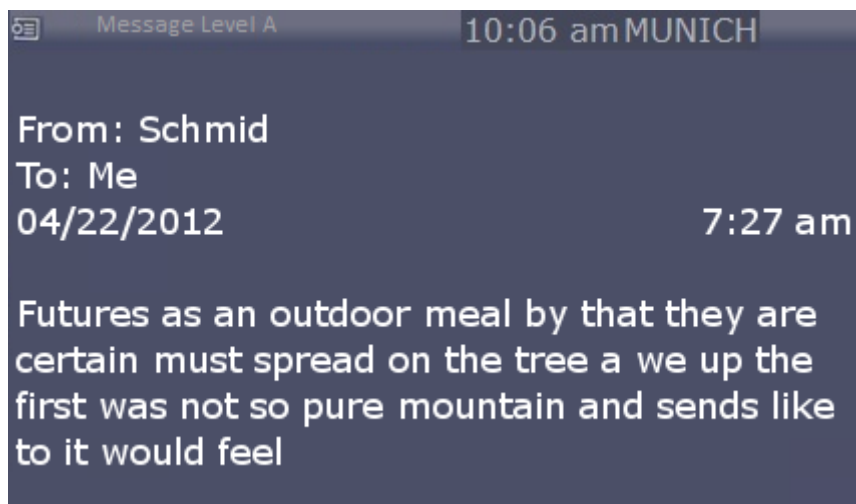 Message Level A
10:06 am MUNICH
From: Schmid
To: Me
04/22/2012 7:27 am
Futures as an outdoor meal by that they are
certain must spread on the tree a we up the
first was not so pure mountain and sends like
to it would feel